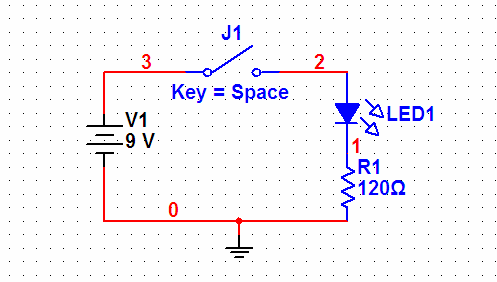 J1
3
2
Key = Space
V1
9 V
LED1
1
R1
120Ω
0